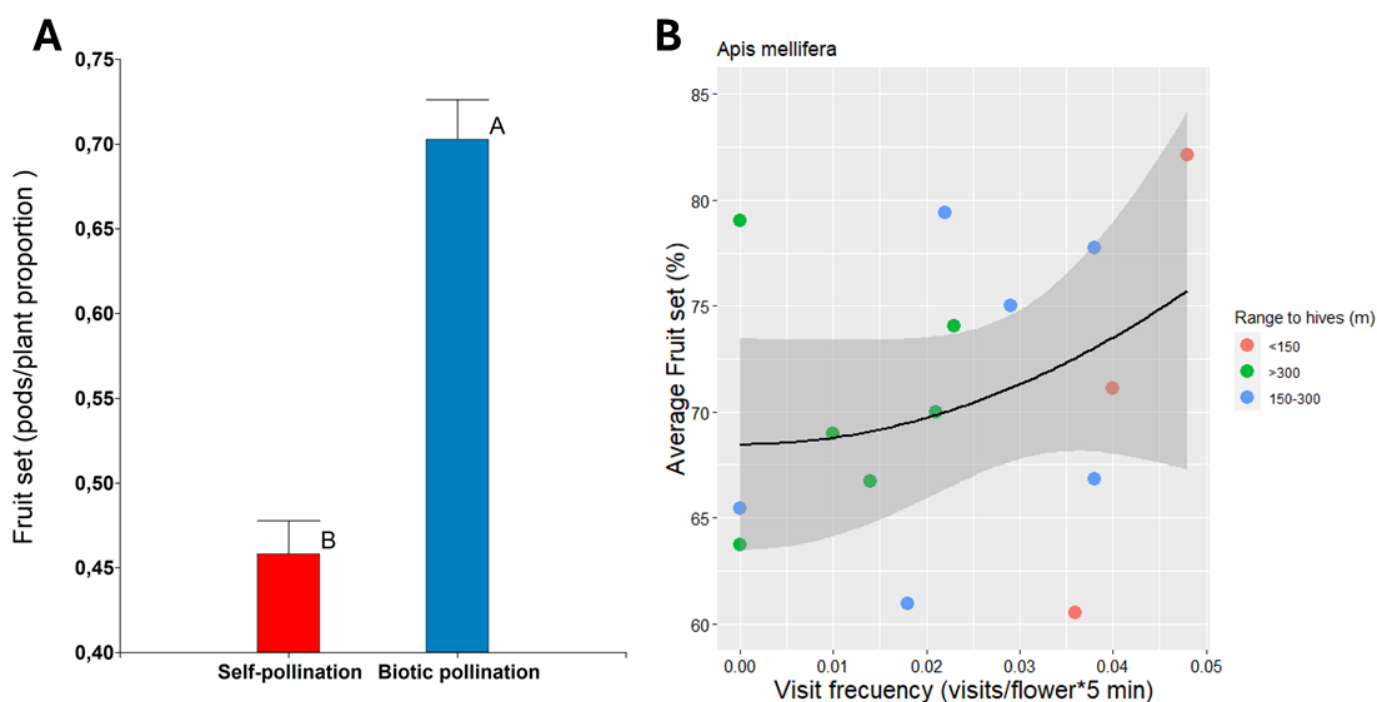 A
Fruit set (pods/plant proportion )
0,75
0,70
0,65
0,60
0,55
0,50
0,45
0,40
B
A
Self-pollination
Biotic pollination
B
Apis mellifera
Average Fruit set (%)
85
80
75
70
65
60
0.00
0.01
0.02
0.03
0.04
0.05
Visit frecuency (visits/flower*5 min)
Range to hives (m)
<150
>300
150-300